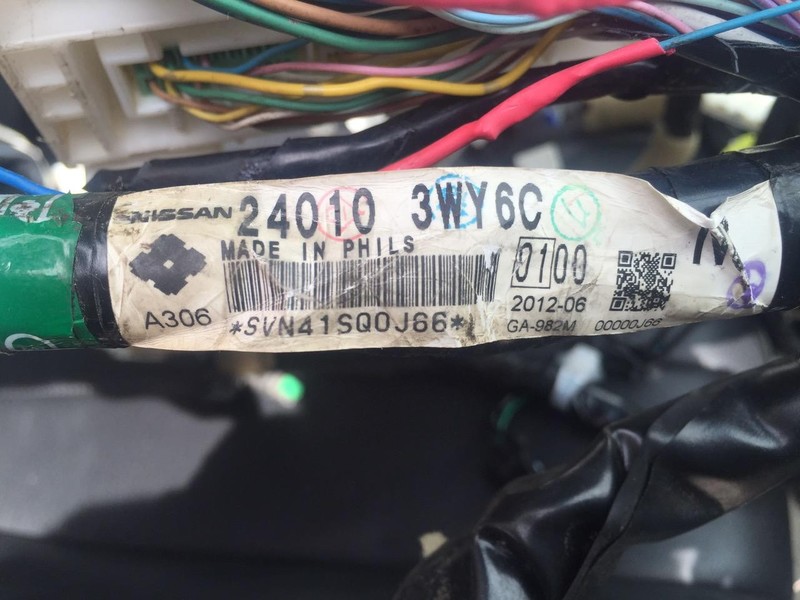 NISSAN 24010 3WY6C
MADE IN PHILS
0100
A306
*SVN41SQ0J66*
2012-06
GA-982M 00000J66
N